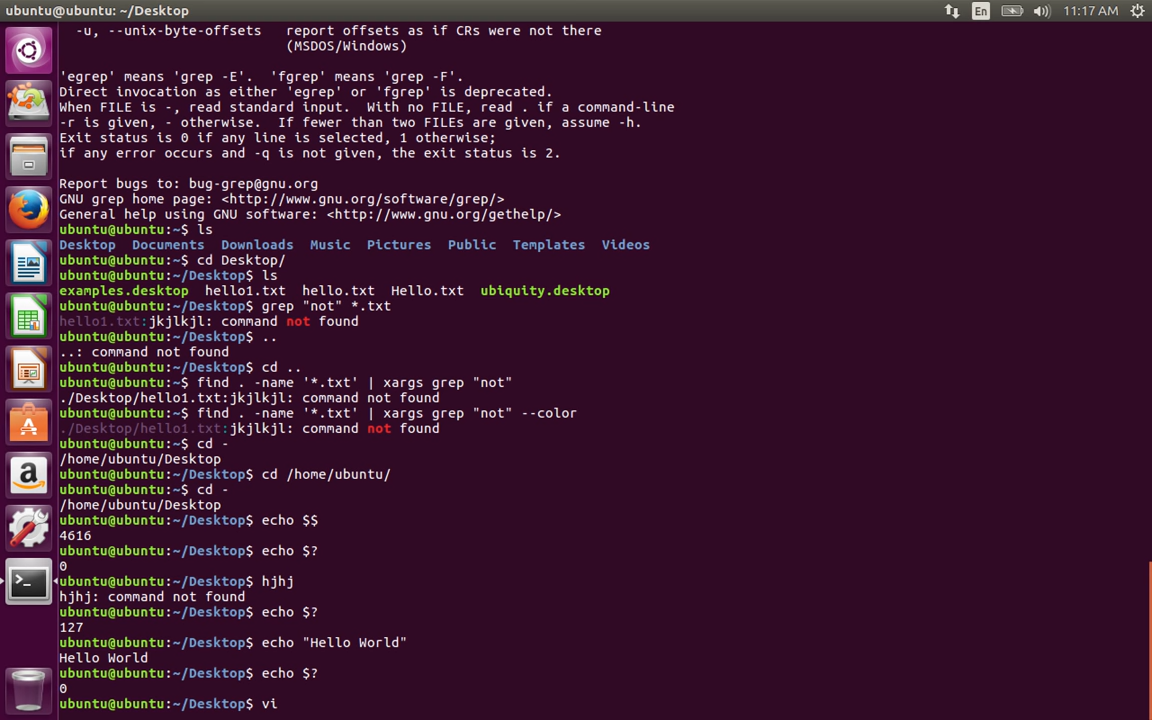 ubuntu@ubuntu: ~/Desktop
En
11:17 AM
-u, --unix-byte-offsets   report offsets as if CRs were not there
(MSDOS/Windows)
'egrep' means 'grep -E'.  'fgrep' means 'grep -F'.
Direct invocation as either 'egrep' or 'fgrep' is deprecated.
When FILE is -, read standard input.  With no FILE, read . if a command-line
-r is given, - otherwise.  If fewer than two FILEs are given, assume -h.
Exit status is 0 if any line is selected, 1 otherwise;
if any error occurs and -q is not given, the exit status is 2.
Report bugs to: bug-grep@gnu.org
GNU grep home page: <http://www.gnu.org/software/grep/>
General help using GNU software: <http://www.gnu.org/gethelp/>
ubuntu@ubuntu:~$ ls
Desktop  Documents  Downloads  Music  Pictures  Public  Templates  Videos
ubuntu@ubuntu:~$ cd Desktop/
ubuntu@ubuntu:~/Desktop$ ls
examples.desktop  hello1.txt  hello.txt  Hello.txt  ubiquity.desktop
ubuntu@ubuntu:~/Desktop$ grep "not" *.txt
hello1.txt:jkjlkjl: command not found
ubuntu@ubuntu:~/Desktop$ ..
..: command not found
ubuntu@ubuntu:~/Desktop$ cd ..
ubuntu@ubuntu:~$ find . -name '*.txt' | xargs grep "not"
./Desktop/hello1.txt:jkjlkjl: command not found
ubuntu@ubuntu:~$ find . -name '*.txt' | xargs grep "not" --color
./Desktop/hello1.txt:jkjlkjl: command not found
ubuntu@ubuntu:~$ cd -
/home/ubuntu/Desktop
ubuntu@ubuntu:~/Desktop$ cd /home/ubuntu/
ubuntu@ubuntu:~$ cd -
/home/ubuntu/Desktop
ubuntu@ubuntu:~/Desktop$ echo $$
4616
ubuntu@ubuntu:~/Desktop$ echo $?
0
ubuntu@ubuntu:~/Desktop$ hjhj
hjhj: command not found
ubuntu@ubuntu:~/Desktop$ echo $?
127
ubuntu@ubuntu:~/Desktop$ echo "Hello World"
Hello World
ubuntu@ubuntu:~/Desktop$ echo $?
0
ubuntu@ubuntu:~/Desktop$ vi